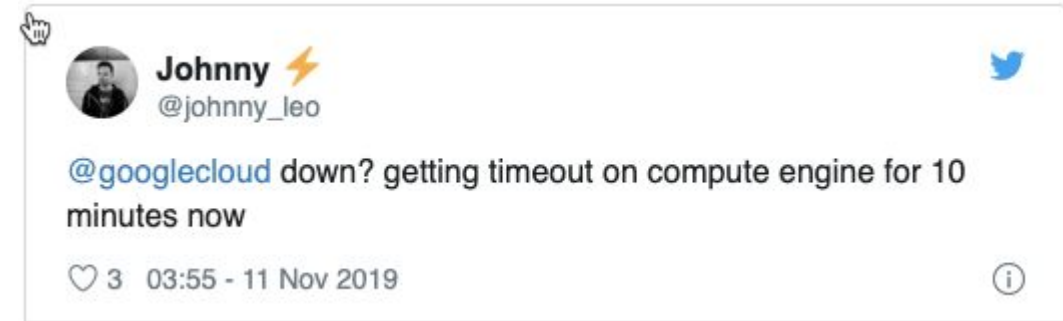 Johnny ⚡
@johnny_leo
@googlecloud down? getting timeout on compute engine for 10
minutes now
♡ 3 03:55 - 11 Nov 2019